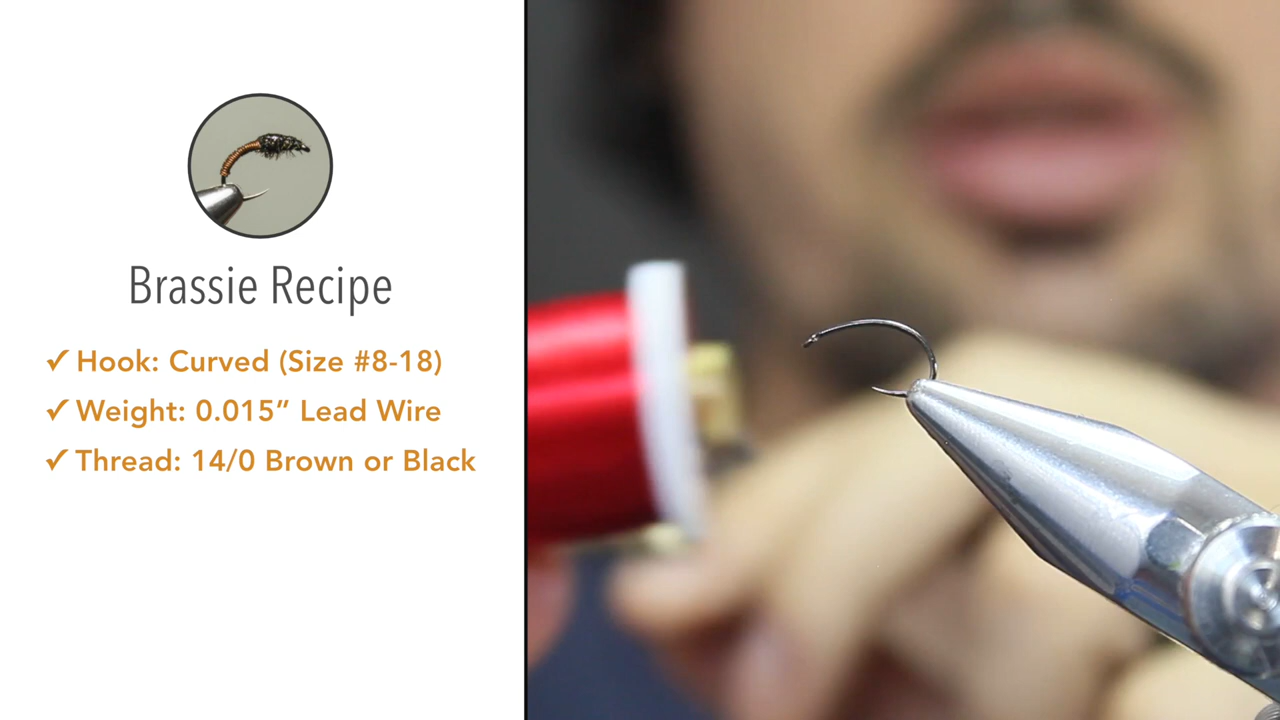 Brassie Recipe
✓ Hook: Curved (Size #8-18)
✓ Weight: 0.015” Lead Wire
✓ Thread: 14/0 Brown or Black